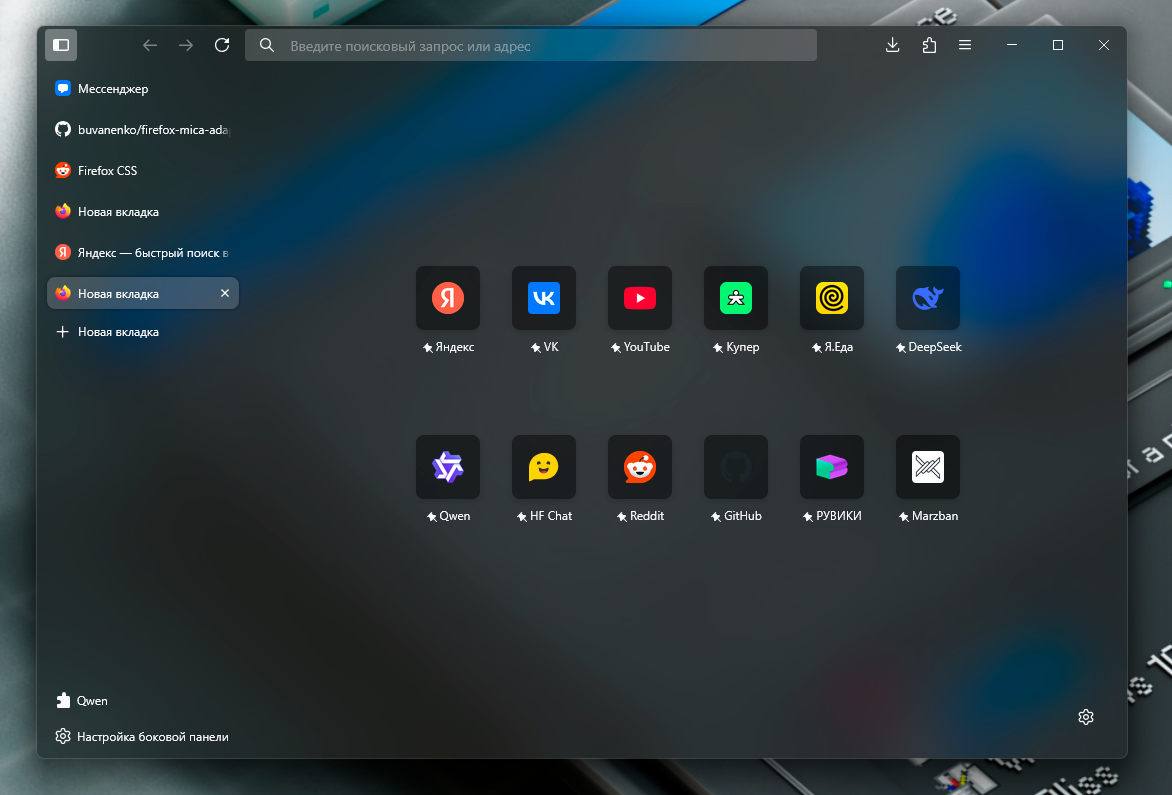 Введите поисковый запрос или адрес
Мессенджер
buvanenko/firefox-mica-ada
Firefox CSS
Новая вкладка
Яндекс — быстрый поиск в
Новая вкладка
Новая вкладка
Яндекс
VK
YouTube
Купер
Я.Еда
DeepSeek
Qwen
HF Chat
Reddit
GitHub
РУВИКИ
Marzban
Qwen
Настройка боковой панели